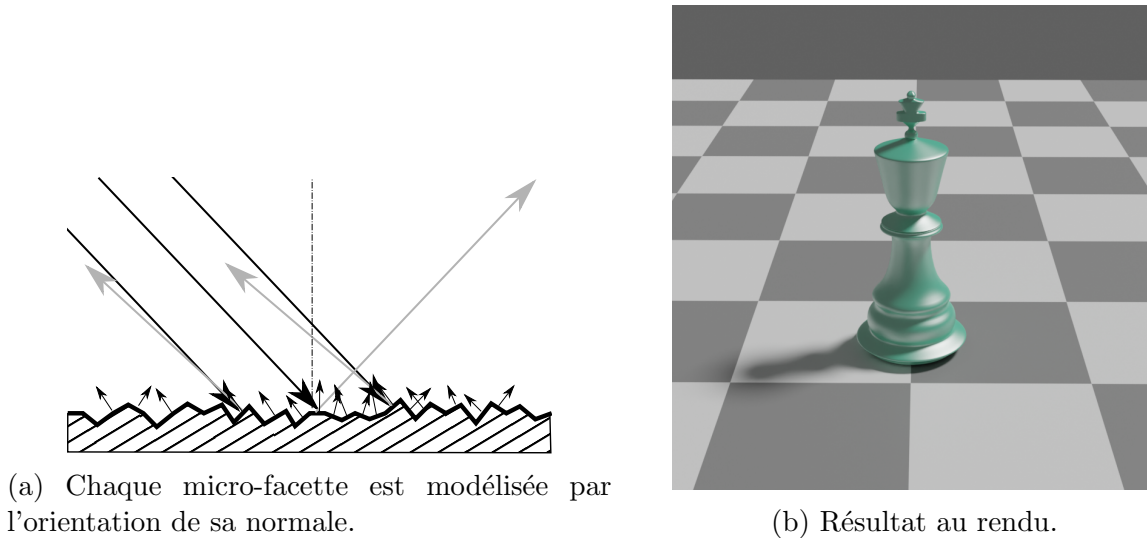 (a) Chaque micro-facette est modélisée par
l'orientation de sa normale.
(b) Résultat au rendu.